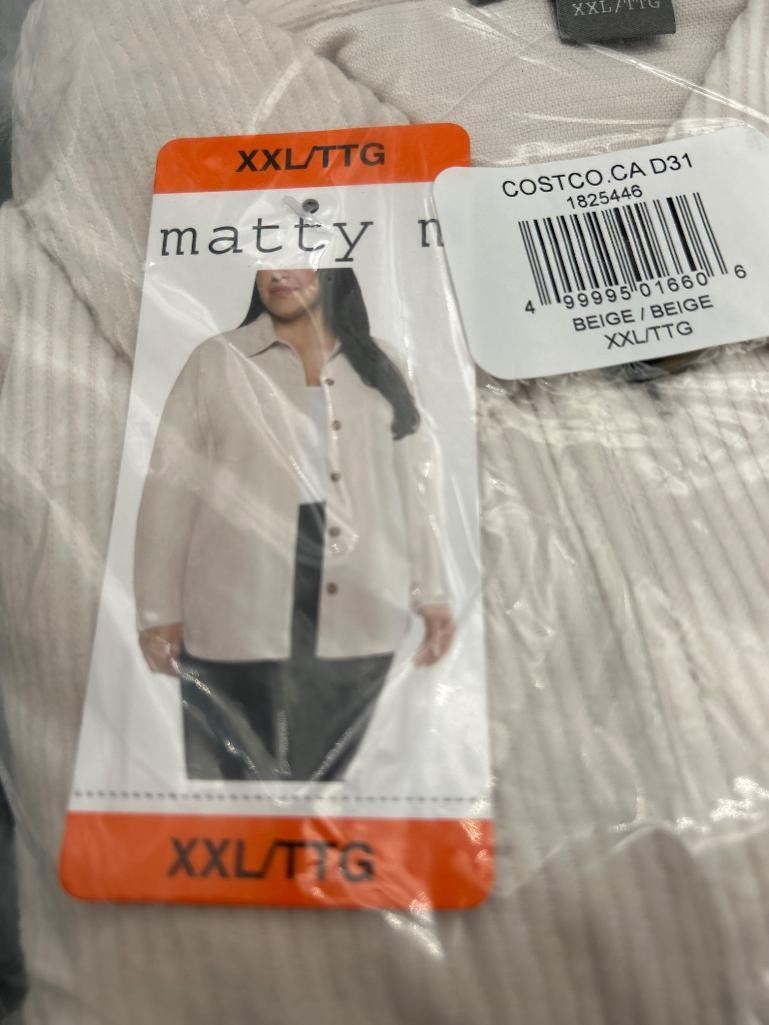 XXL/TTG
XXL/TTG
matty m
COSTCO.CA D31
1825446
4 99995 01660 6
BEIGE / BEIGE
XXL/TTG
XXL/TTG